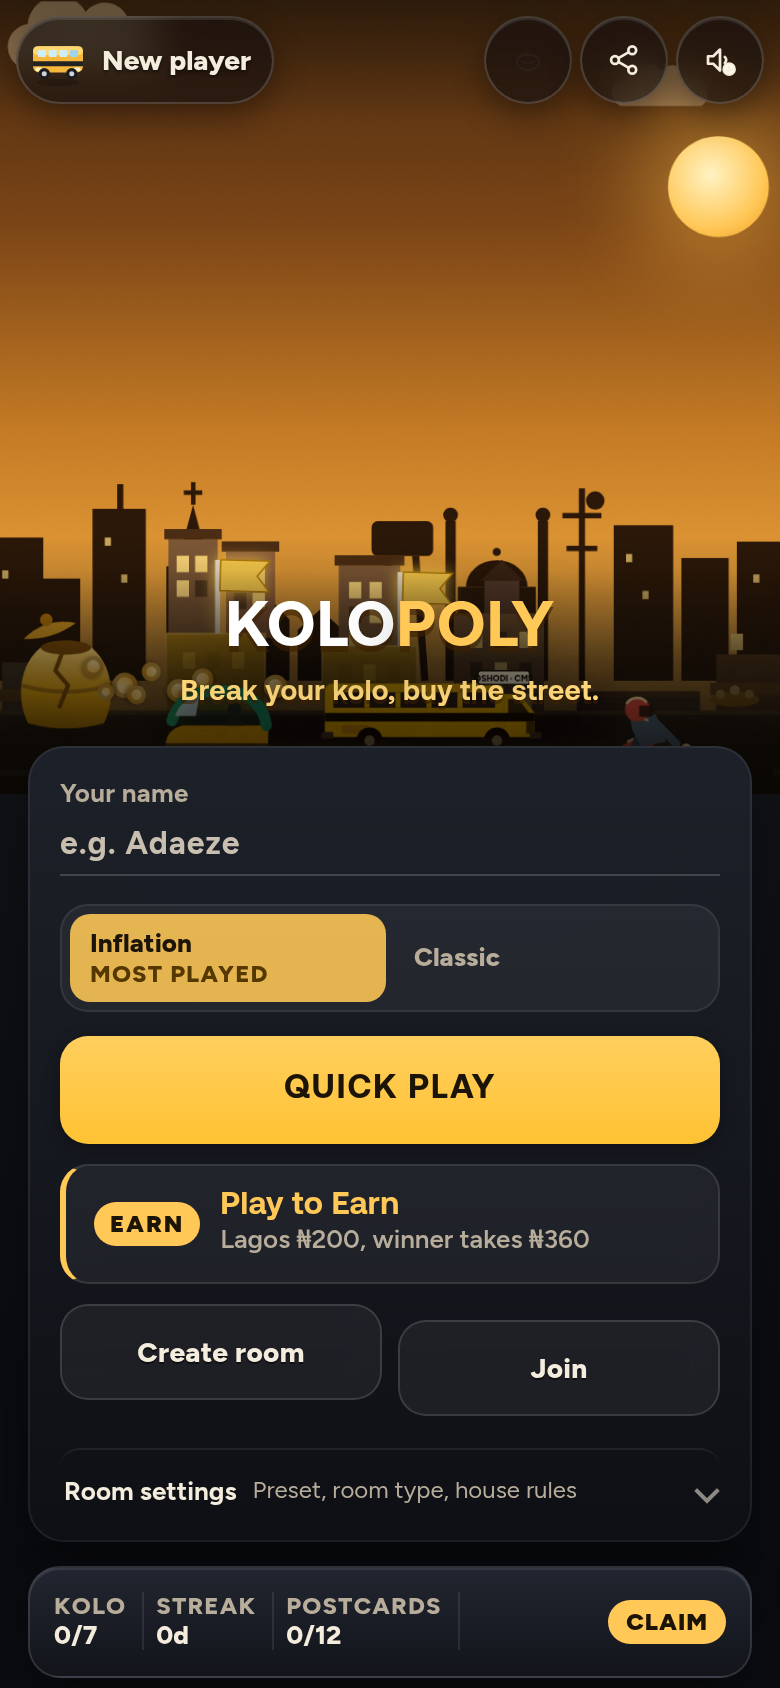 New player
KOLOPOLY
OSHODI · CM
Break your kolo, buy the street.
Your name
e.g. Adaeze
Inflation
MOST PLAYED
Classic
QUICK PLAY
EARN
Play to Earn
Lagos ₦200, winner takes ₦360
Create room
Join
Room settings Preset, room type, house rules
KOLO STREAK POSTCARDS
0/7 0d 0/12
CLAIM